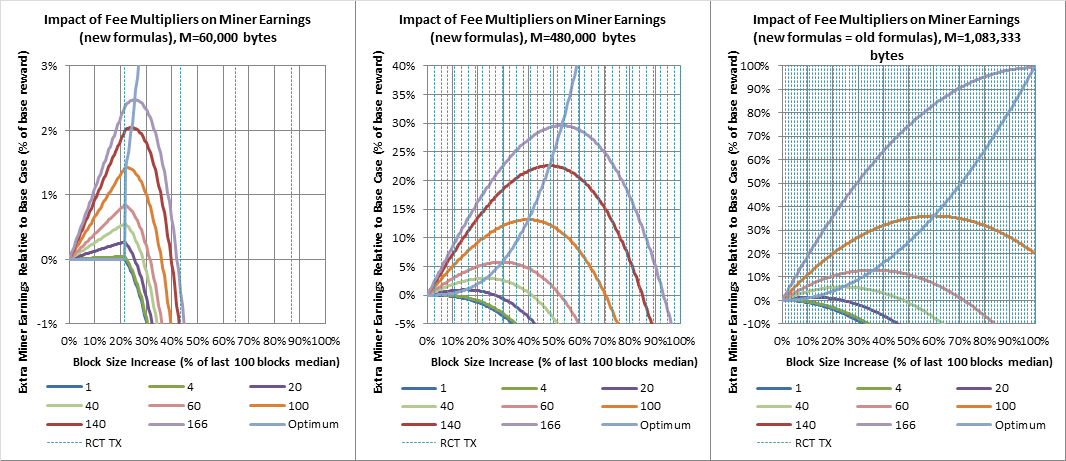 Impact of Fee Multipliers on Miner Earnings
(new formulas), M=60,000 bytes
Extra Miner Earnings Relative to Base Case (% of base reward)
3%
2%
1%
0%
-1%
0% 10% 20% 30% 40% 50% 60% 70% 80% 90% 100%
Block Size Increase (% of last 100 blocks median)
1 4 20
40 60 100
140 166 Optimum
RCT TX
Impact of Fee Multipliers on Miner Earnings
(new formulas), M=480,000 bytes
Extra Miner Earnings Relative to Base Case (% of base reward)
40%
35%
30%
25%
20%
15%
10%
5%
0%
-5%
0% 10% 20% 30% 40% 50% 60% 70% 80% 90% 100%
Block Size Increase (% of last 100 blocks median)
1 4 20
40 60 100
140 166 Optimum
RCT TX
Impact of Fee Multipliers on Miner Earnings
(new formulas = old formulas), M=1,083,333
bytes
Extra Miner Earnings Relative to Base Case (% of base reward)
100%
90%
80%
70%
60%
50%
40%
30%
20%
10%
0%
-10%
0% 10% 20% 30% 40% 50% 60% 70% 80% 90% 100%
Block Size Increase (% of last 100 blocks median)
1 4 20
40 60 100
140 166 Optimum
RCT TX